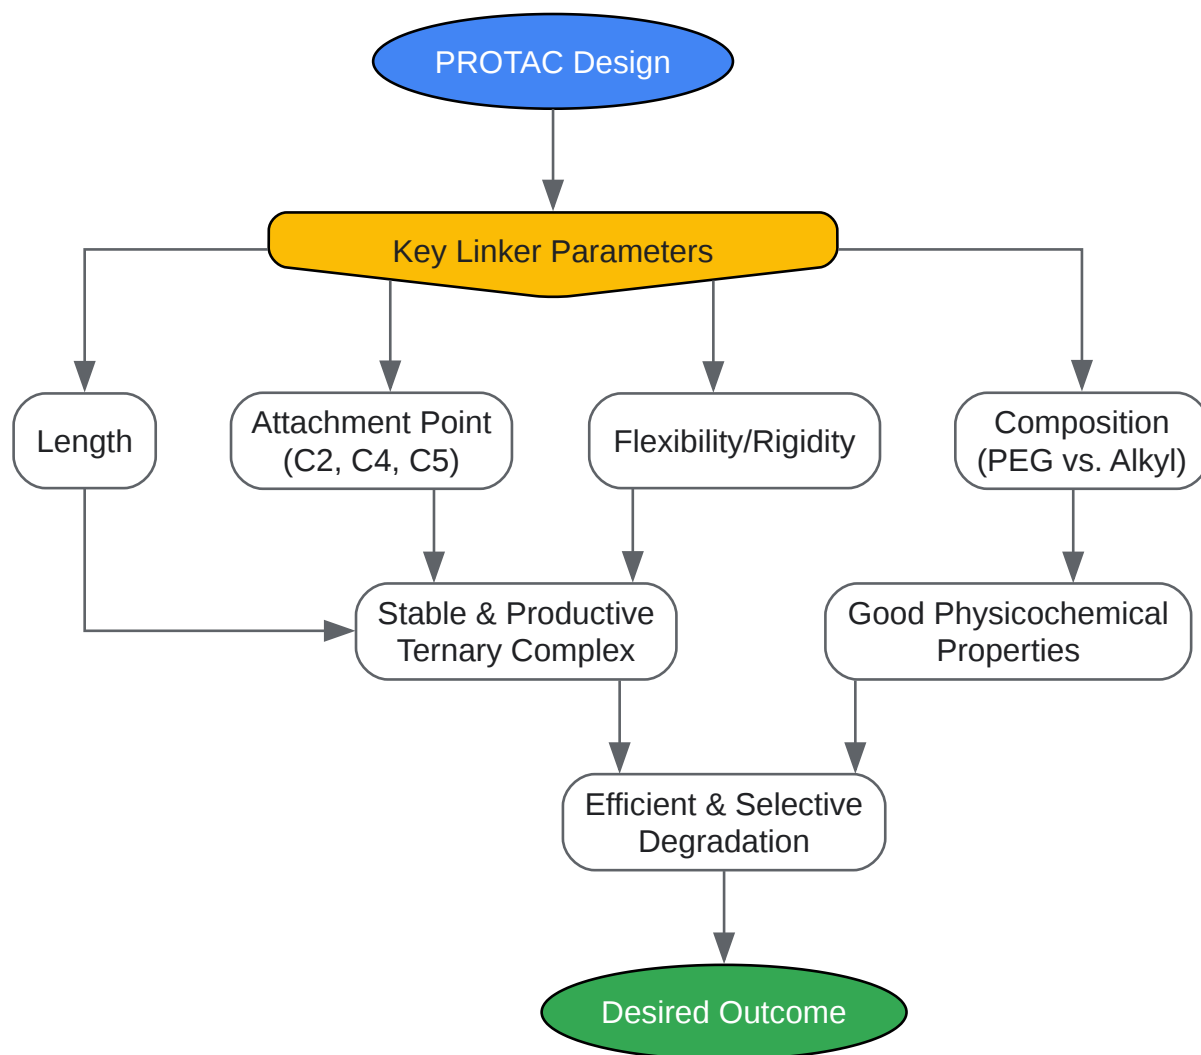 PROTAC Design
Key Linker Parameters
Length
Attachment Point
(C2, C4, C5)
Flexibility/Rigidity
Composition
(PEG vs. Alkyl)
Stable & Productive
Ternary Complex
Good Physicochemical
Properties
Efficient & Selective
Degradation
Desired Outcome